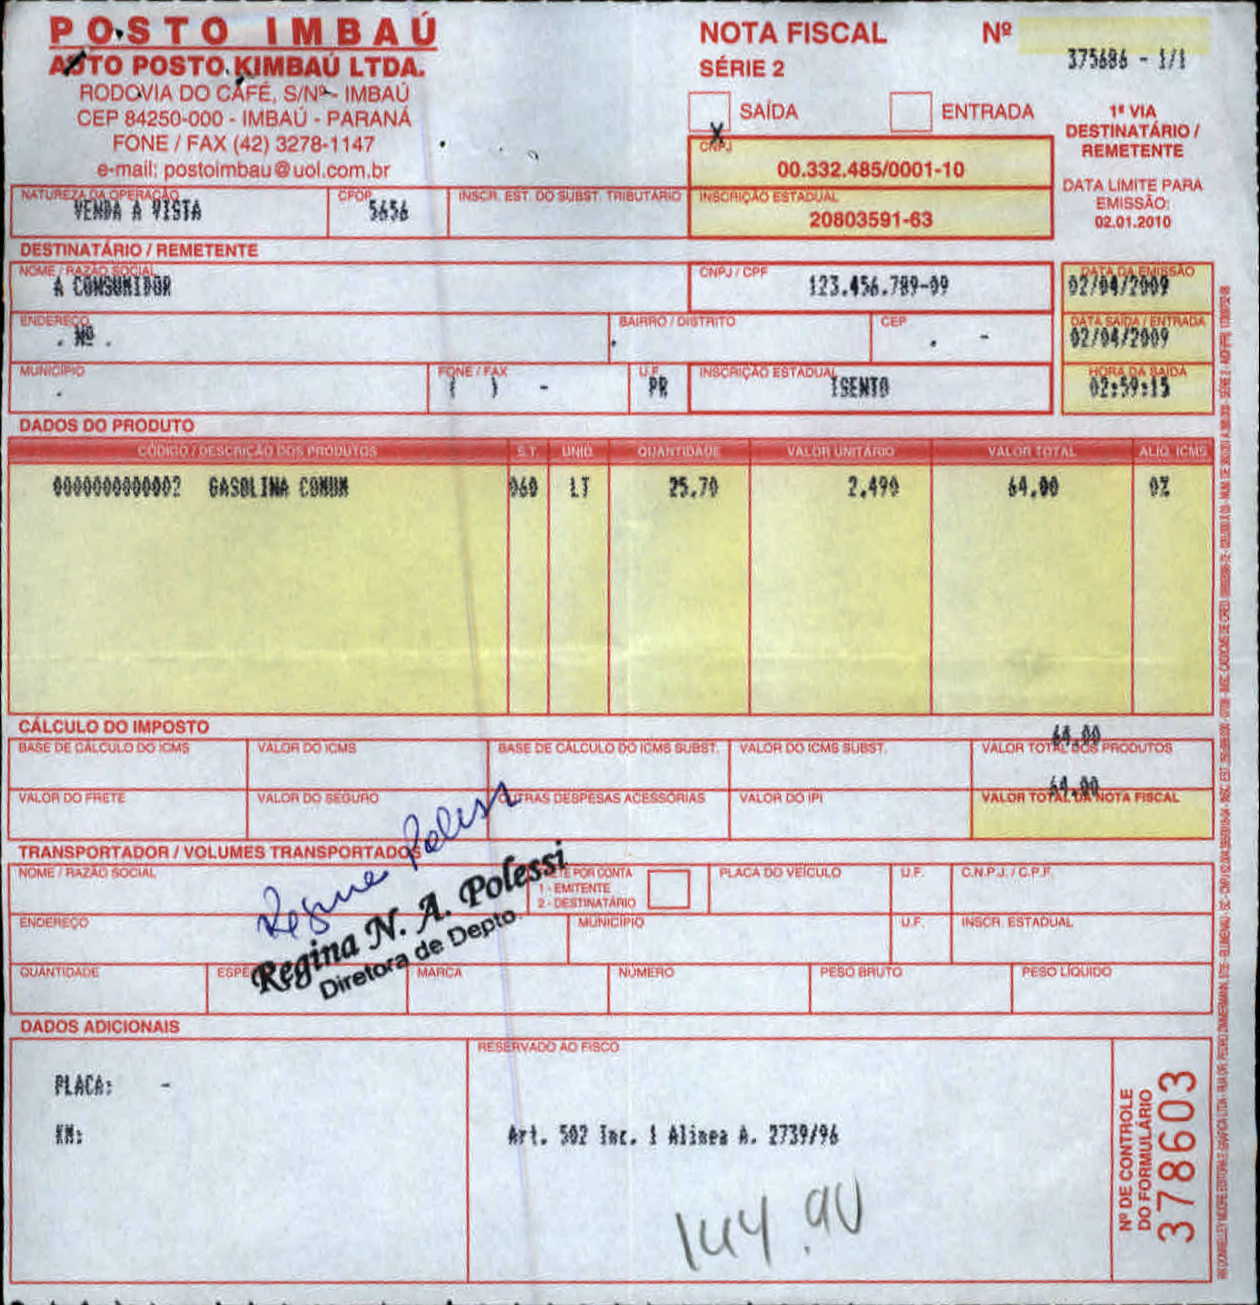 POSTO IMBAÚ
AUTO POSTO KIMBAÚ LTDA.
RODOVIA DO CAFÉ, S/Nº - IMBAÚ
CEP 84250-000 - IMBAÚ - PARANÁ
FONE / FAX (42) 3278-1147
e-mail: postoimbau@uol.com.br
NOTA FISCAL Nº
375686 - 1/1
SÉRIE 2
SAÍDA ENTRADA
X
1ª VIA
DESTINATÁRIO /
REMETENTE
CNPJ
00.332.485/0001-10
DATA LIMITE PARA
EMISSÃO:
02.01.2010
NATUREZA DA OPERAÇÃO CFOP INSCR. EST. DO SUBST. TRIBUTÁRIO INSCRIÇÃO ESTADUAL
VENDA A VISTA 5656 20803591-63
DESTINATÁRIO / REMETENTE
NOME / RAZÃO SOCIAL CNPJ / CPF DATA DA EMISSÃO
A CONSUMIDOR 123.456.789-09 02/04/2009
ENDEREÇO BAIRRO / DISTRITO CEP DATA SAÍDA / ENTRADA
. Nº . . . - 02/04/2009
MUNICÍPIO FONE / FAX U.F. INSCRIÇÃO ESTADUAL HORA DA SAÍDA
. ( ) - PR ISENTO 02:59:15
DADOS DO PRODUTO
CÓDIGO / DESCRIÇÃO DOS PRODUTOS S.T. UNID. QUANTIDADE VALOR UNITÁRIO VALOR TOTAL ALÍQ. ICMS
0000000000002 GASOLINA COMUM 060 LT 25,70 2,490 64,00 0%
CÁLCULO DO IMPOSTO
64,00
BASE DE CÁLCULO DO ICMS VALOR DO ICMS BASE DE CÁLCULO DO ICMS SUBST. VALOR DO ICMS SUBST. VALOR TOTAL DOS PRODUTOS
64,00
VALOR DO FRETE VALOR DO SEGURO OUTRAS DESPESAS ACESSÓRIAS VALOR DO IPI VALOR TOTAL DA NOTA FISCAL
Regina Polessi
TRANSPORTADOR / VOLUMES TRANSPORTADOS
NOME / RAZÃO SOCIAL POR CONTA PLACA DO VEÍCULO U.F. C.N.P.J. / C.P.F.
1 - EMITENTE
2 - DESTINATÁRIO
Regina N. A. Polessi
Diretora de Depto.
ENDEREÇO MUNICÍPIO U.F. INSCR. ESTADUAL
QUANTIDADE MARCA NÚMERO PESO BRUTO PESO LÍQUIDO
DADOS ADICIONAIS
RESERVADO AO FISCO
PLACA: -
KM:
Art. 502 Inc. 1 Alinea A. 2739/96
144,90
Nº DE CONTROLE
DO FORMULÁRIO
378603